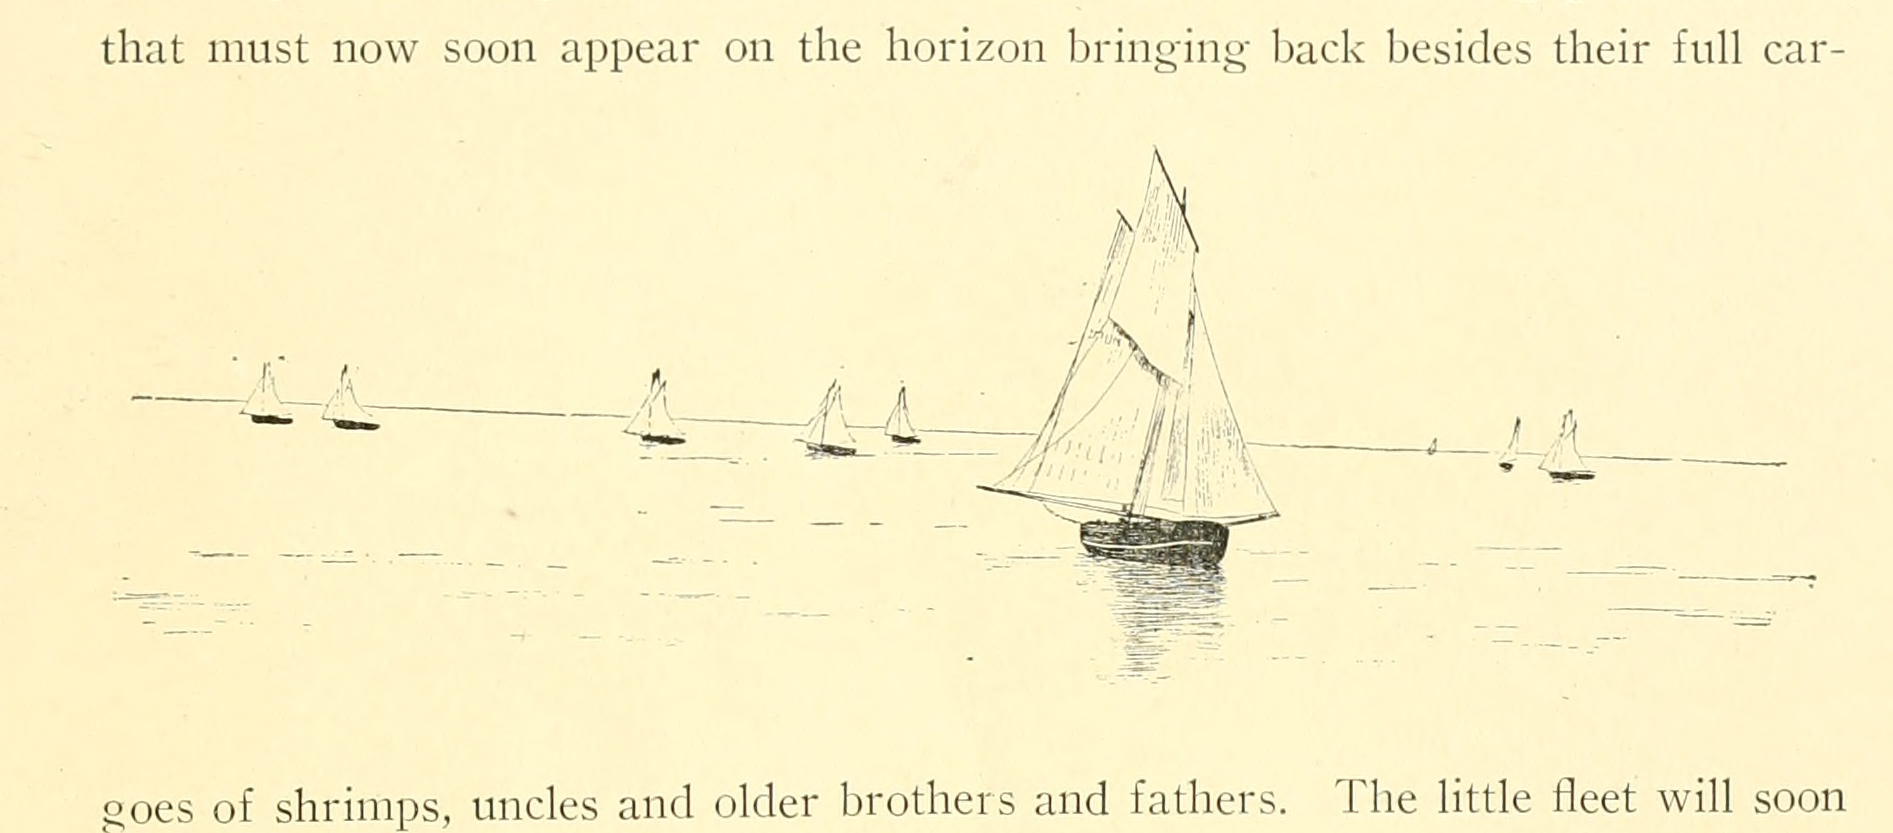 that must now soon appear on the horizon bringing back besides their full car-
goes of shrimps, uncles and older brothers and fathers. The little fleet will soon